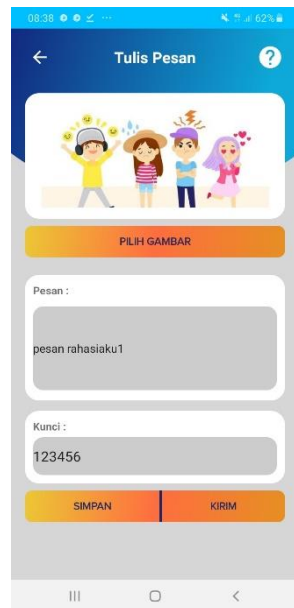 08:38 62%
Tulis Pesan ?
PILIH GAMBAR
Pesan :
pesan rahasiaku1
Kunci :
123456
SIMPAN KIRIM